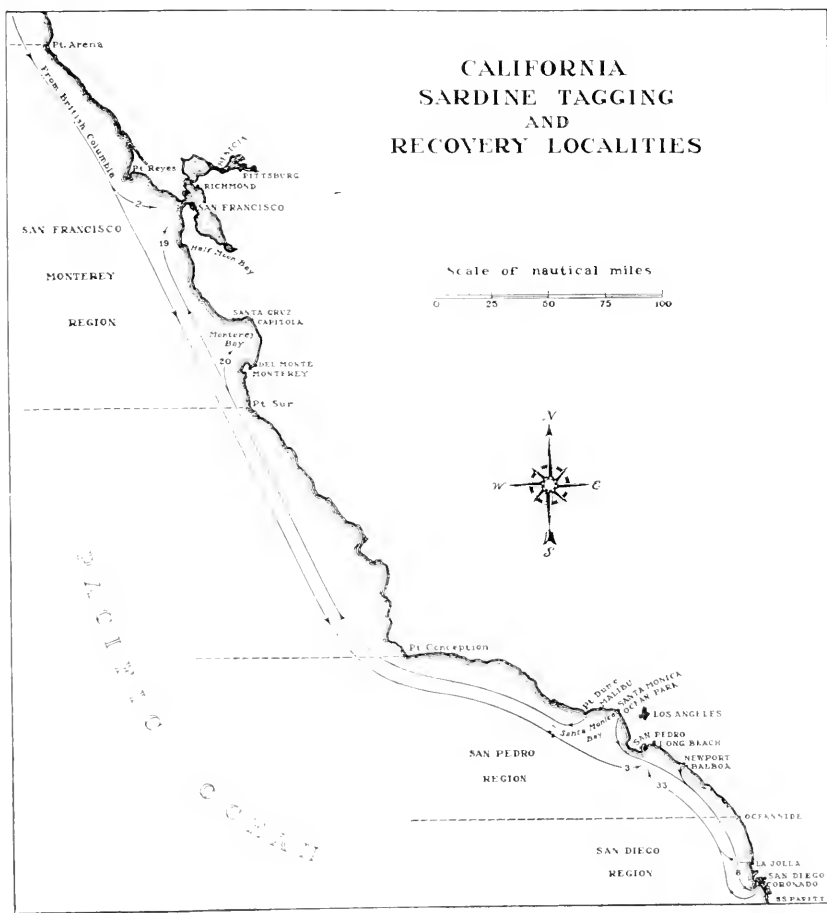 CALIFORNIA
SARDINE TAGGING
AND
RECOVERY LOCALITIES
Pt. Arena
From British Columbia
Pt Reyes
BENICIA
PITTSBURG
RICHMOND
SAN FRANCISCO
2
19
Half Moon Bay
SAN FRANCISCO
MONTEREY
REGION
Scale of nautical miles
0 25 50 75 100
SANTA CRUZ
CAPITOLA
Monterey
Bay
20
DEL MONTE
MONTEREY
Pt Sur
N
W E
S
PACIFIC OCEAN
Pt Conception
Pt Dume
MALIBU
SANTA MONICA
OCEAN PARK
Santa Monica
Bay
LOS ANGELES
SAN PEDRO
LONG BEACH
SAN PEDRO
REGION
3
33
NEWPORT
BALBOA
OCEANSIDE
SAN DIEGO
REGION
8
LA JOLLA
SAN DIEGO
CORONADO